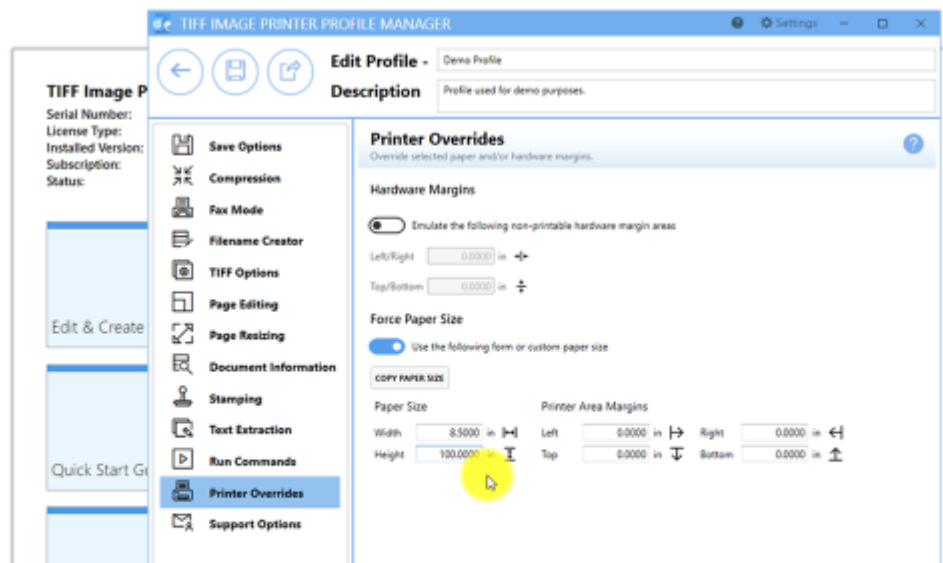 TIFF IMAGE PRINTER PROFILE MANAGER
Settings
Edit Profile - Demo Profile
Description Profile used for demo purposes.
TIFF Image P
Serial Number:
License Type:
Installed Version:
Subscription:
Status:
Edit & Create
Quick Start G
Save Options
Compression
Fax Mode
Filename Creator
TIFF Options
Page Editing
Page Resizing
Document Information
Stamping
Text Extraction
Run Commands
Printer Overrides
Support Options
Printer Overrides
Override selected paper and/or hardware margins.
Hardware Margins
Emulate the following non-printable hardware margin areas
Left/Right 0.0000 in
Top/Bottom 0.0000 in
Force Paper Size
Use the following form or custom paper size
COPY PAPER SIZE
Paper Size Printer Area Margins
Width 8.5000 in Left 0.0000 in Right 0.0000 in
Height 100.0000 in Top 0.0000 in Bottom 0.0000 in